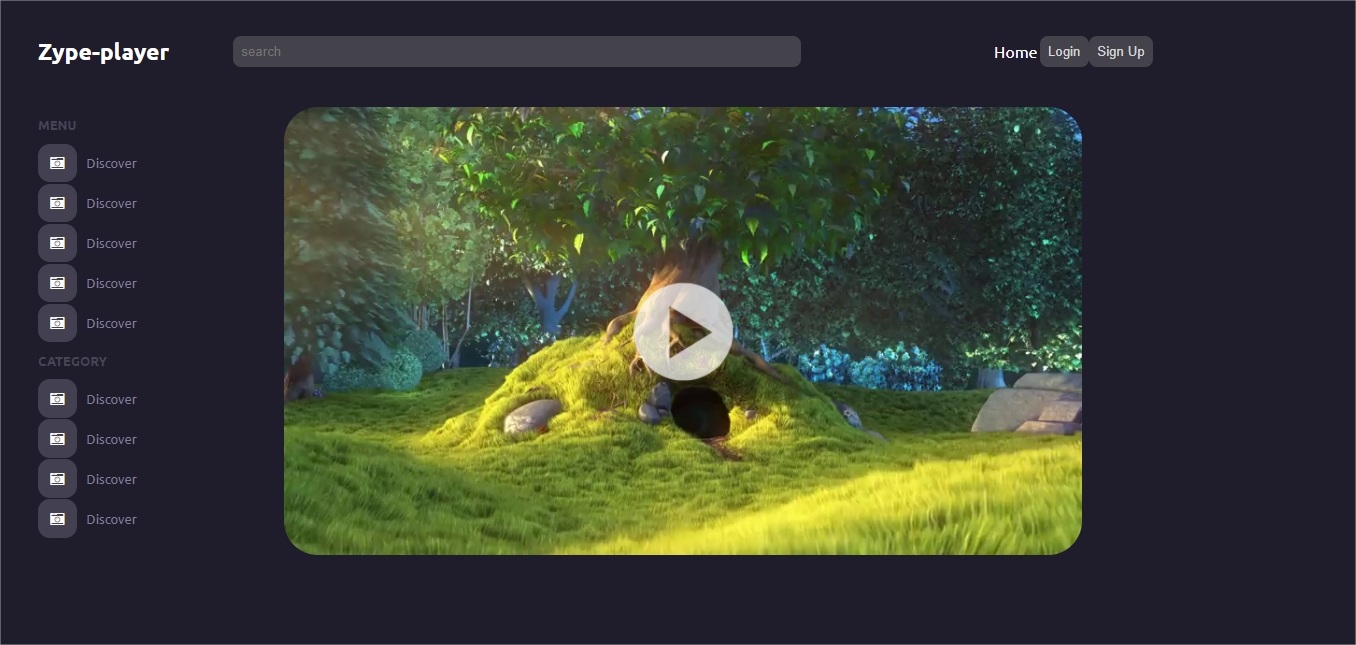 Zype-player
search
Home Login Sign Up
MENU
Discover
Discover
Discover
Discover
Discover
CATEGORY
Discover
Discover
Discover
Discover